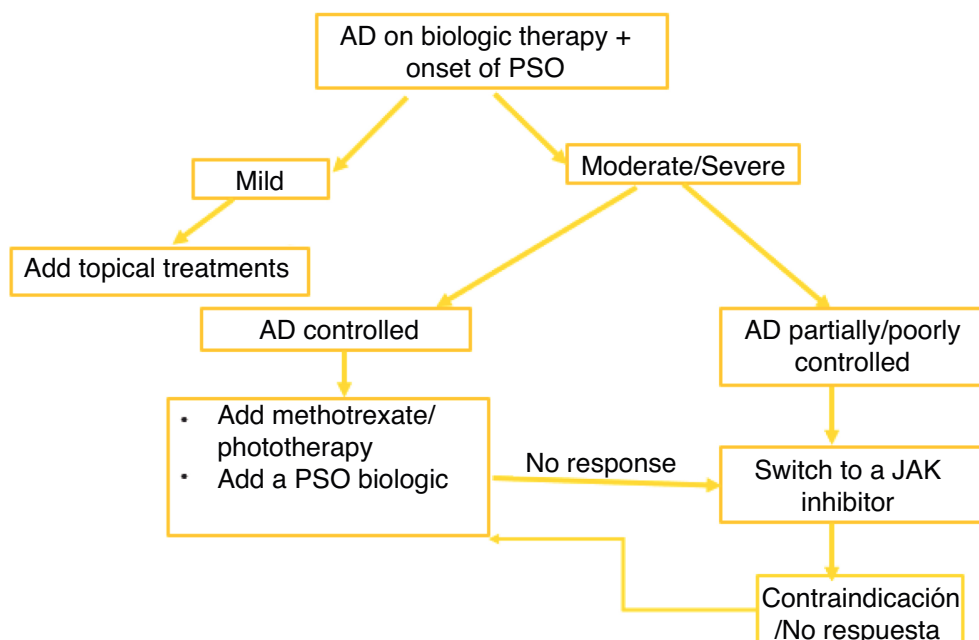 AD on biologic therapy +
onset of PSO
Mild
Moderate/Severe
Add topical treatments
AD controlled
AD partially/poorly
controlled
• Add methotrexate/
phototherapy
• Add a PSO biologic
No response
Switch to a JAK
inhibitor
Contraindicación
/No respuesta